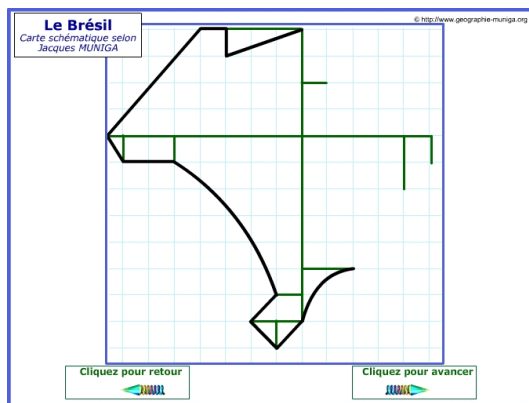 Le Brésil
Carte schématique selon
Jacques MUNIGA
© http://www.geographie-muniga.org
Cliquez pour retour
Cliquez pour avancer